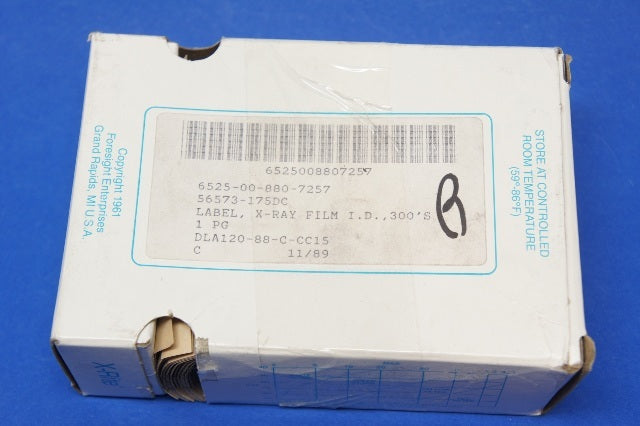 6525008807257
6525-00-880-7257
56573-175DC
LABEL, X-RAY FILM I.D.,300'S
1 PG
DLA120-88-C-CC15
C 11/89
B
Copyright 1961
Foresight Enterprises
Grand Rapids, MI U.S.A.
STORE AT CONTROLLED
ROOM TEMPERATURE
(59°-86°F)
X-Rite